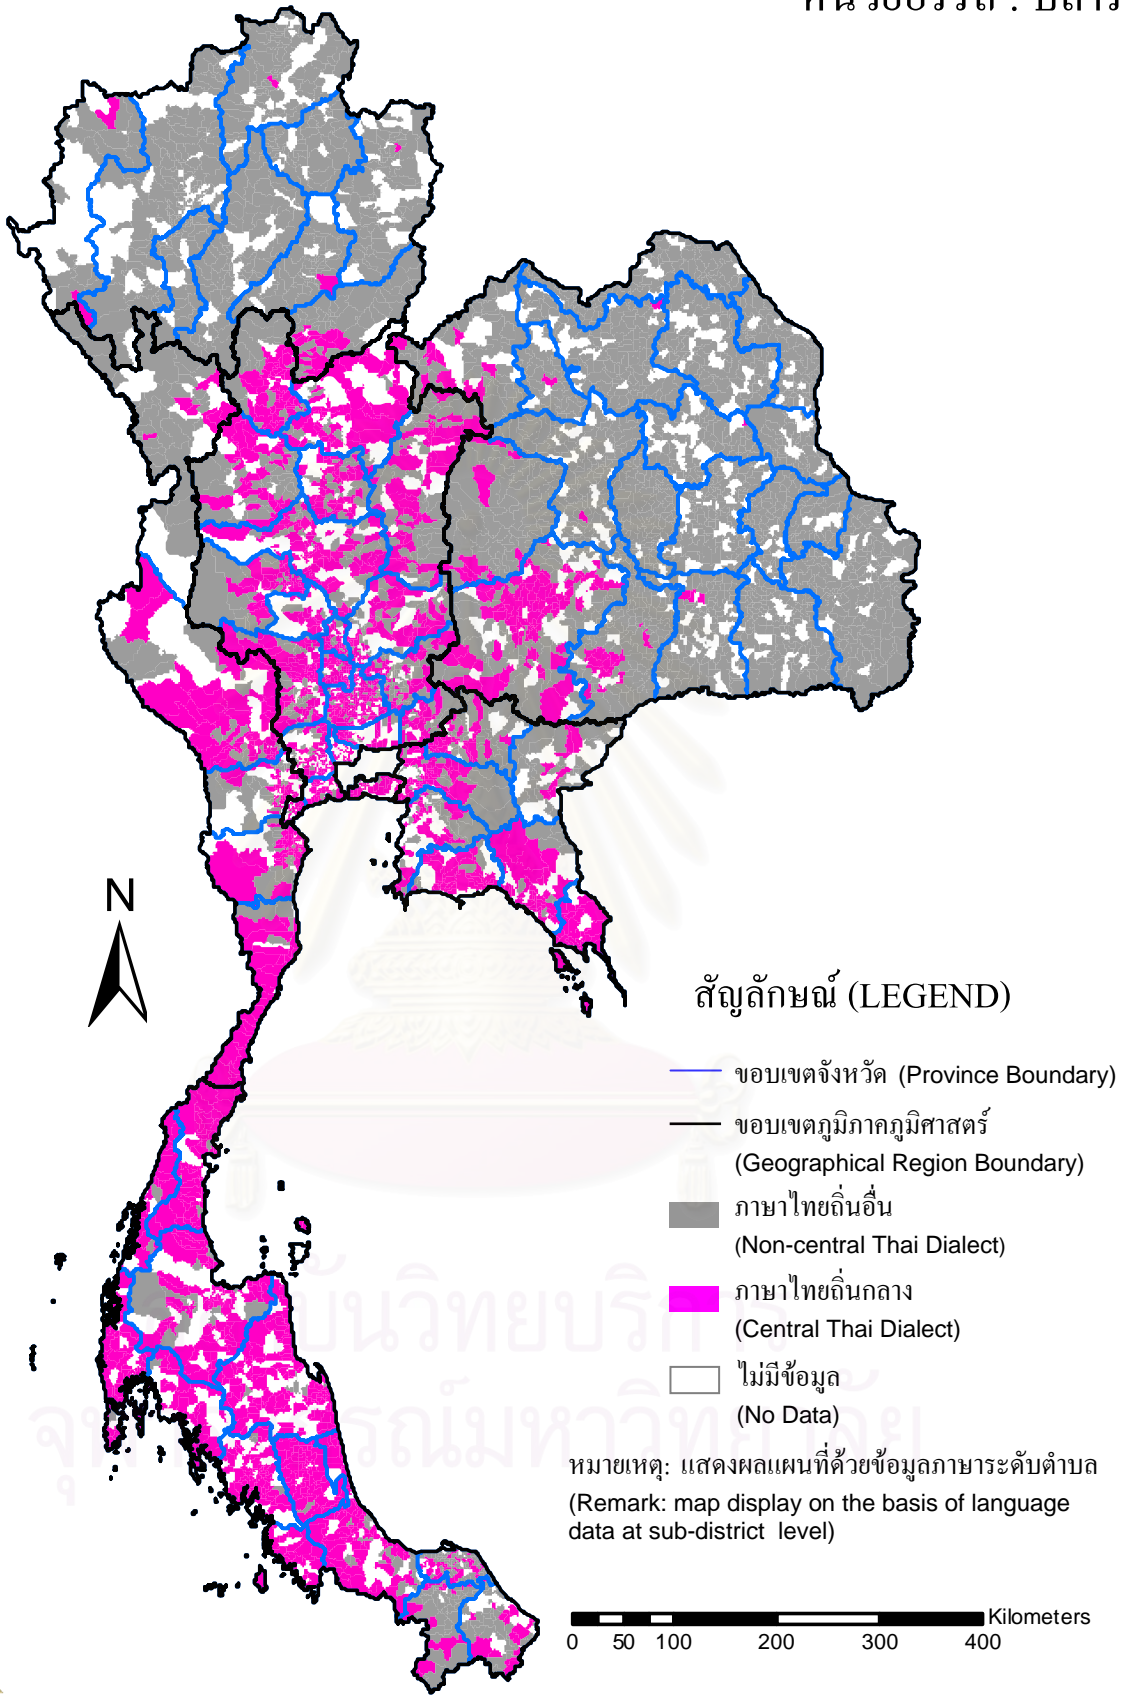 N
สัญลักษณ์ (LEGEND)
ขอบเขตจังหวัด (Province Boundary)
ขอบเขตภูมิภาคภูมิศาสตร์
(Geographical Region Boundary)
ภาษาไทยถิ่นอื่น
(Non-central Thai Dialect)
ภาษาไทยถิ่นกลาง
(Central Thai Dialect)
ไม่มีข้อมูล
(No Data)
หมายเหตุ: แสดงผลแผนที่ด้วยข้อมูลภาษาระดับตำบล
(Remark: map display on the basis of language
data at sub-district level)
Kilometers
0 50 100 200 300 400